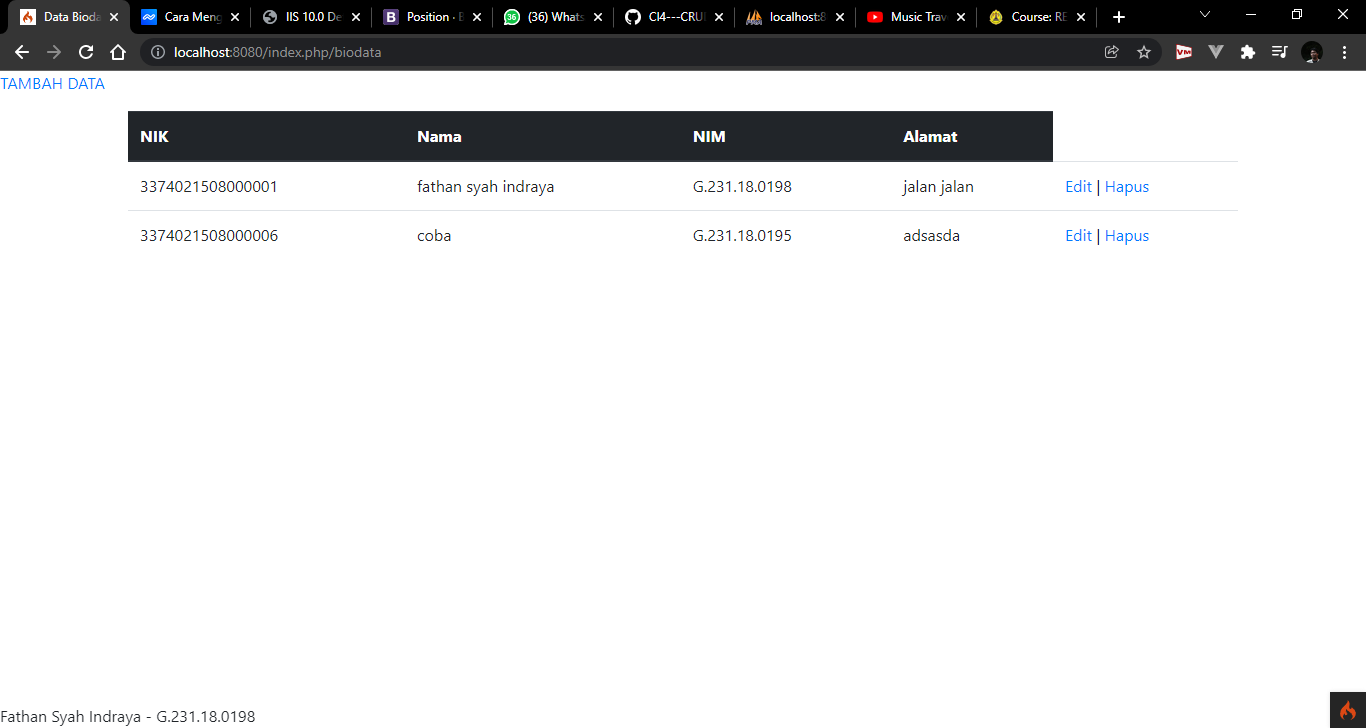 Data Bioda Cara Meng IIS 10.0 De Position · B (36) Whats CI4---CRU localhost:8 Music Trav Course: RE
localhost:8080/index.php/biodata
TAMBAH DATA
NIK Nama NIM Alamat
3374021508000001 fathan syah indraya G.231.18.0198 jalan jalan Edit | Hapus
3374021508000006 coba G.231.18.0195 adsasda Edit | Hapus
Fathan Syah Indraya - G.231.18.0198